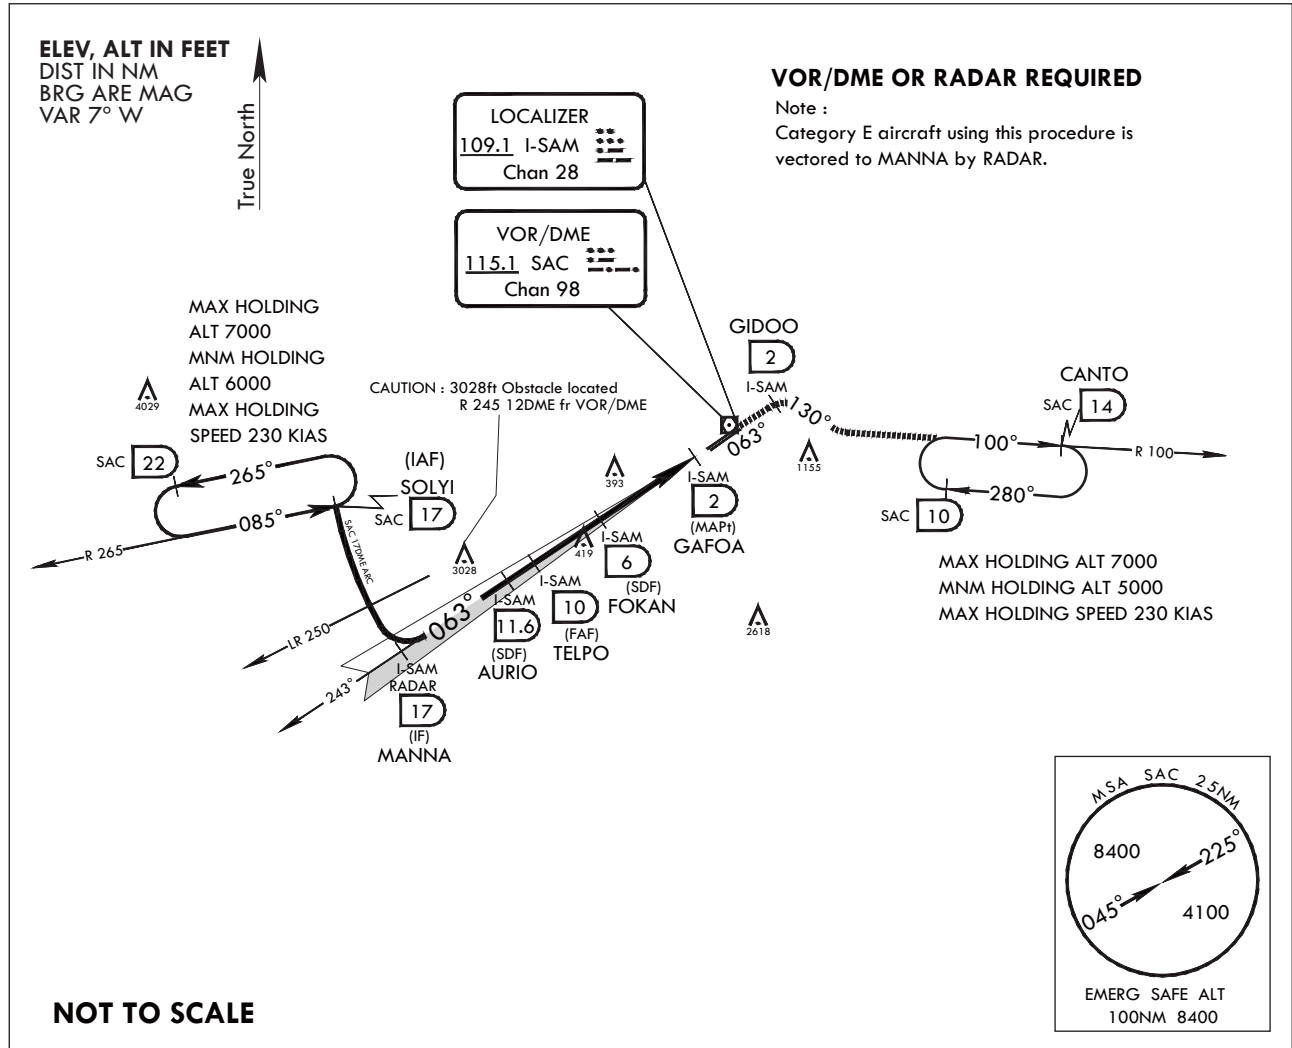 ELEV, ALT IN FEET
DIST IN NM
BRG ARE MAG
VAR 7° W
True North
VOR/DME OR RADAR REQUIRED
Note :
Category E aircraft using this procedure is
vectored to MANNA by RADAR.
LOCALIZER
109.1 I-SAM
Chan 28
VOR/DME
115.1 SAC
Chan 98
MAX HOLDING
ALT 7000
MNM HOLDING
ALT 6000
MAX HOLDING
SPEED 230 KIAS
4029
CAUTION : 3028ft Obstacle located
R 245 12DME fr VOR/DME
GIDOO
2
I-SAM
CANTO
SAC 14
130°
063°
1155
100°
R 100
280°
SAC 10
MAX HOLDING ALT 7000
MNM HOLDING ALT 5000
MAX HOLDING SPEED 230 KIAS
SAC 22
265°
(IAF)
SOLYI
SAC 17
085°
R 265
SAC 17DME ARC
393
I-SAM
2
(MAPt)
GAFOA
3028
419
I-SAM
6
(SDF)
FOKAN
I-SAM
10
(FAF)
TELPO
I-SAM
11.6
(SDF)
AURIO
2618
063°
LR 250
243°
I-SAM
RADAR
17
(IF)
MANNA
MSA SAC 25NM
8400
225°
045°
4100
EMERG SAFE ALT
100NM 8400
NOT TO SCALE